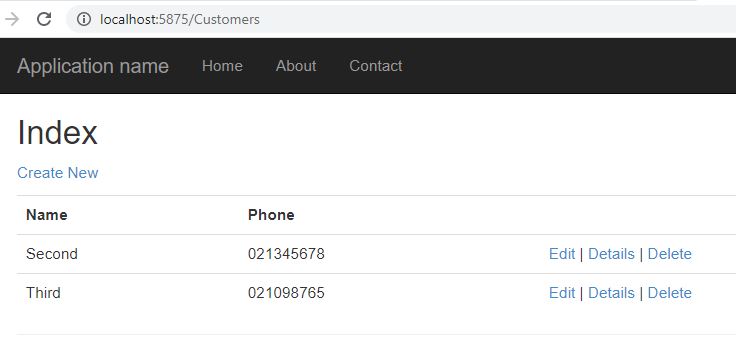 localhost:5875/Customers
Application name Home About Contact
Index
Create New
Name Phone
Second 021345678 Edit | Details | Delete
Third 021098765 Edit | Details | Delete